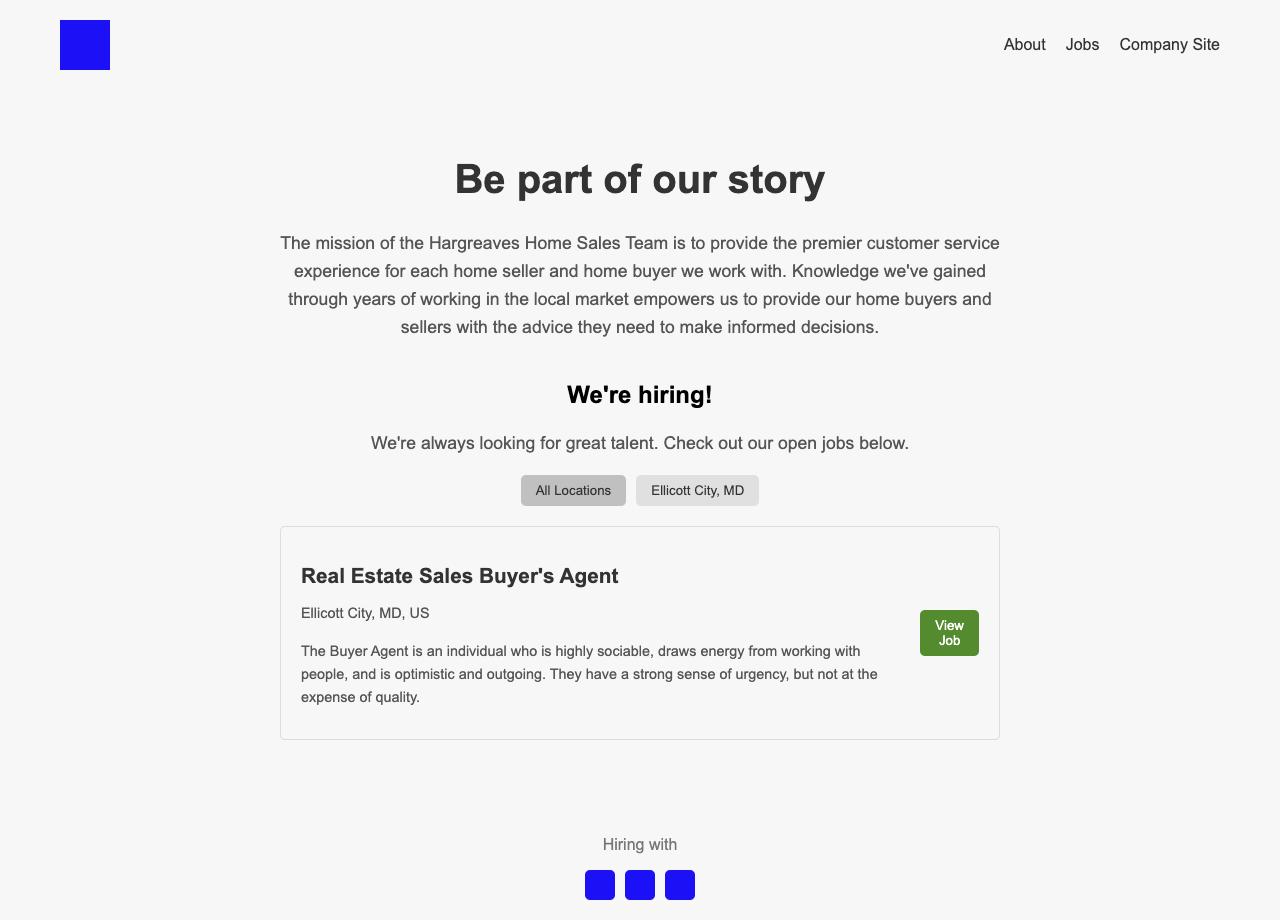 About Jobs Company Site
Be part of our story
The mission of the Hargreaves Home Sales Team is to provide the premier customer service
experience for each home seller and home buyer we work with. Knowledge we've gained
through years of working in the local market empowers us to provide our home buyers and
sellers with the advice they need to make informed decisions.
We're hiring!
We're always looking for great talent. Check out our open jobs below.
All Locations Ellicott City, MD
Real Estate Sales Buyer's Agent
Ellicott City, MD, US
The Buyer Agent is an individual who is highly sociable, draws energy from working with
people, and is optimistic and outgoing. They have a strong sense of urgency, but not at the
expense of quality.
View
Job
Hiring with